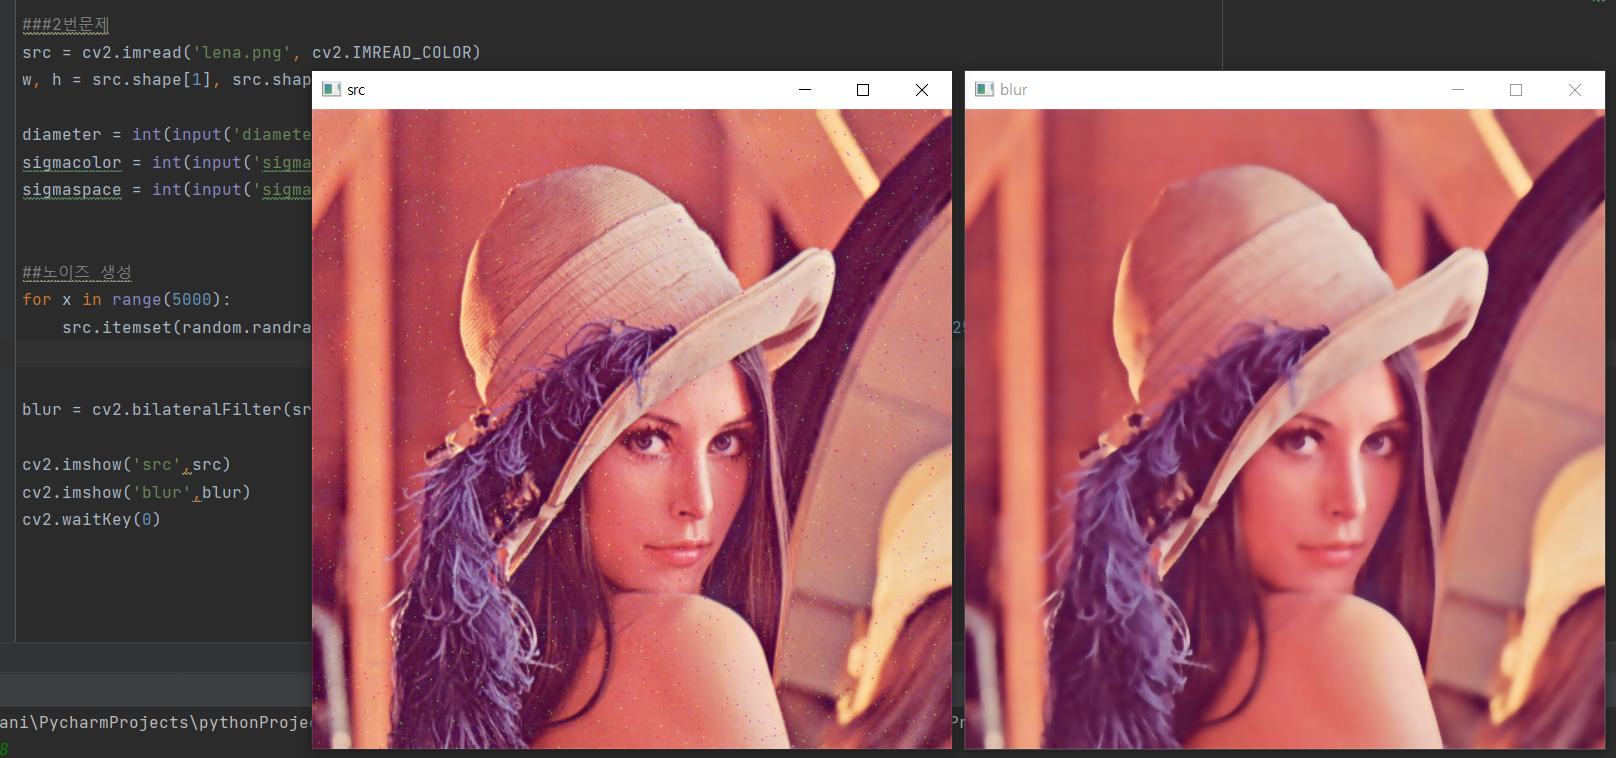 ###2번문제
src = cv2.imread('lena.png', cv2.IMREAD_COLOR)
w, h = src.shape[1], src.shap
src
blur
diameter = int(input('diamete
sigmacolor = int(input('sigma
sigmaspace = int(input('sigma
##노이즈 생성
for x in range(5000):
src.itemset(random.randra
25
blur = cv2.bilateralFilter(sr
cv2.imshow('src',src)
cv2.imshow('blur',blur)
cv2.waitKey(0)
ani\PycharmProjects\pythonProjec
Pr
8